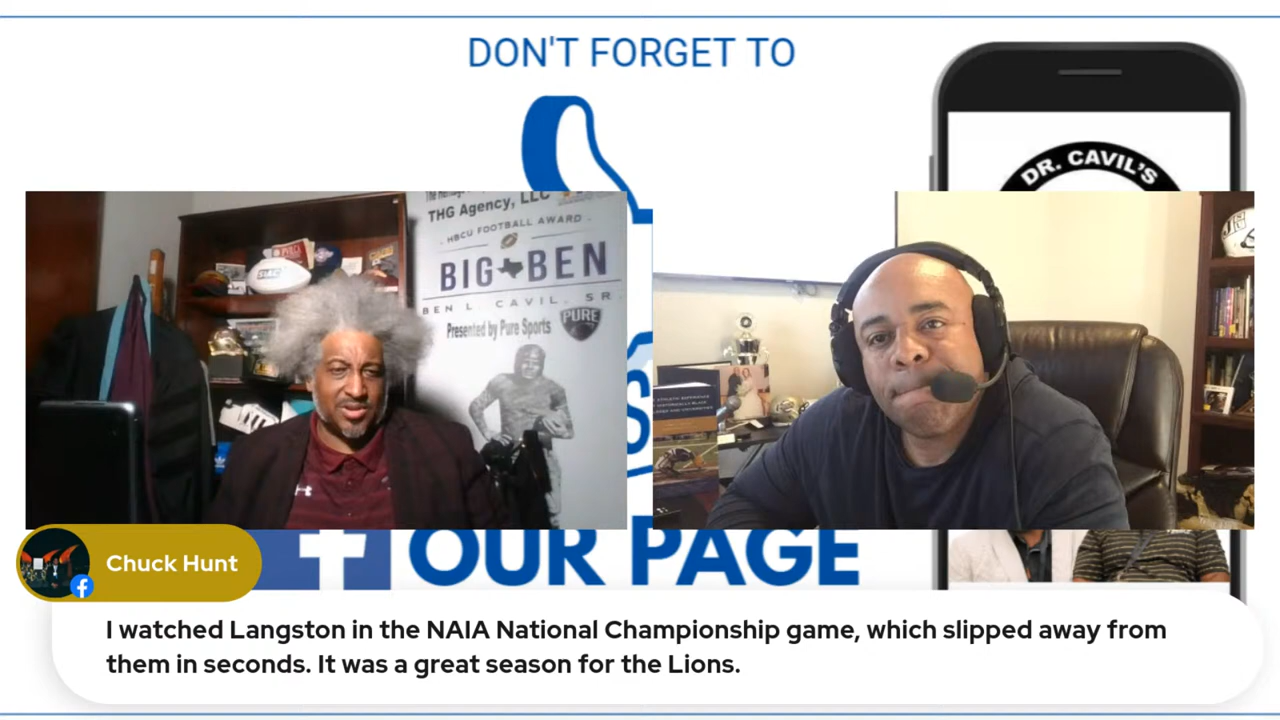 DON'T FORGET TO
DR. CAVIL'S
THG Agency, LLC
HBCU FOOTBALL AWARD
BIG BEN
BEN L. CAVIL, SR
Presented by Pure Sports
PURE
f OUR PAGE
Chuck Hunt
I watched Langston in the NAIA National Championship game, which slipped away from
them in seconds. It was a great season for the Lions.